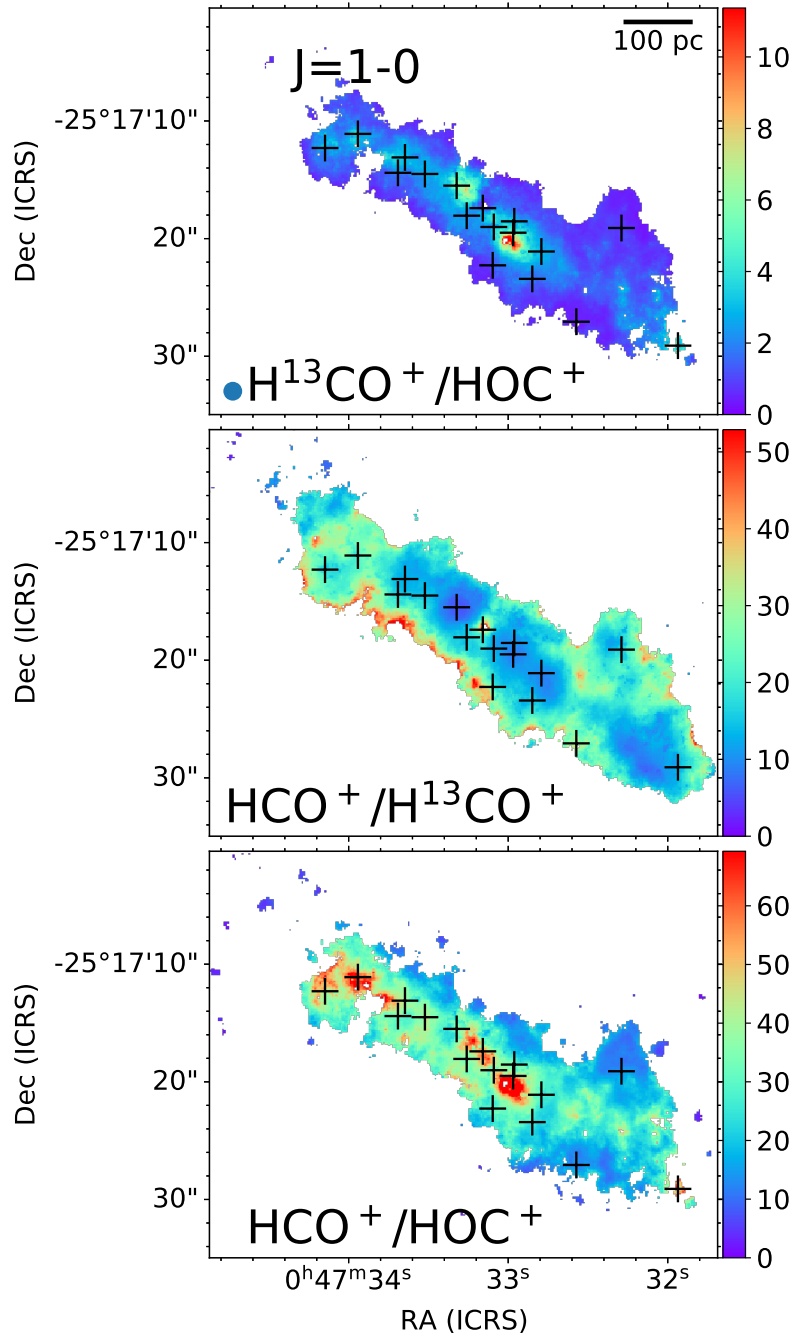 J=1-0
100 pc
10
8
6
4
2
0
-25°17'10"
20"
30"
Dec (ICRS)
H¹³CO⁺/HOC⁺
50
40
30
20
10
0
-25°17'10"
20"
30"
Dec (ICRS)
HCO⁺/H¹³CO⁺
60
50
40
30
20
10
0
-25°17'10"
20"
30"
Dec (ICRS)
HCO⁺/HOC⁺
0ʰ47ᵐ34ˢ
33ˢ
32ˢ
RA (ICRS)